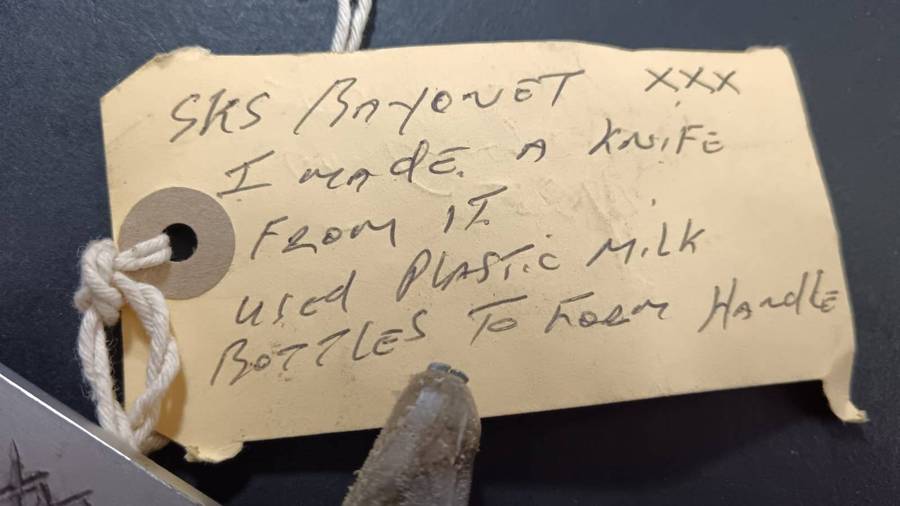 SKS BAYONET XXX
I MADE A KNIFE
FROM IT
USED PLASTIC MILK
BOTTLES TO FORM HANDLE